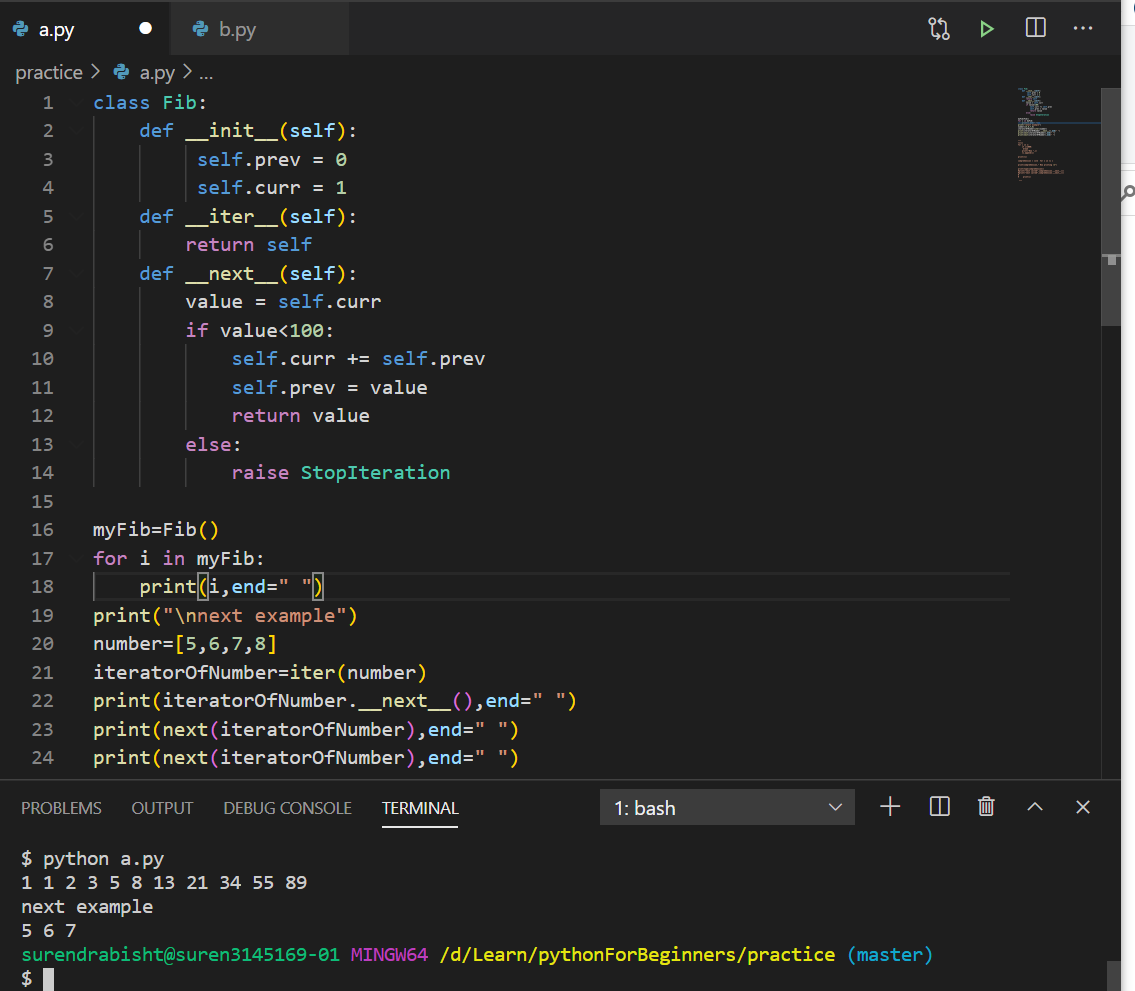 a.py
b.py
practice > a.py > ...
1 class Fib:
2     def __init__(self):
3          self.prev = 0
4          self.curr = 1
5     def __iter__(self):
6         return self
7     def __next__(self):
8         value = self.curr
9         if value<100:
10             self.curr += self.prev
11             self.prev = value
12             return value
13         else:
14             raise StopIteration
15
16 myFib=Fib()
17 for i in myFib:
18     print(i,end=" ")
19 print("\nnext example")
20 number=[5,6,7,8]
21 iteratorOfNumber=iter(number)
22 print(iteratorOfNumber.__next__(),end=" ")
23 print(next(iteratorOfNumber),end=" ")
24 print(next(iteratorOfNumber),end=" ")
PROBLEMS OUTPUT DEBUG CONSOLE TERMINAL 1: bash
$ python a.py
1 1 2 3 5 8 13 21 34 55 89
next example
5 6 7
surendrabisht@suren3145169-01 MINGW64 /d/Learn/pythonForBeginners/practice (master)
$